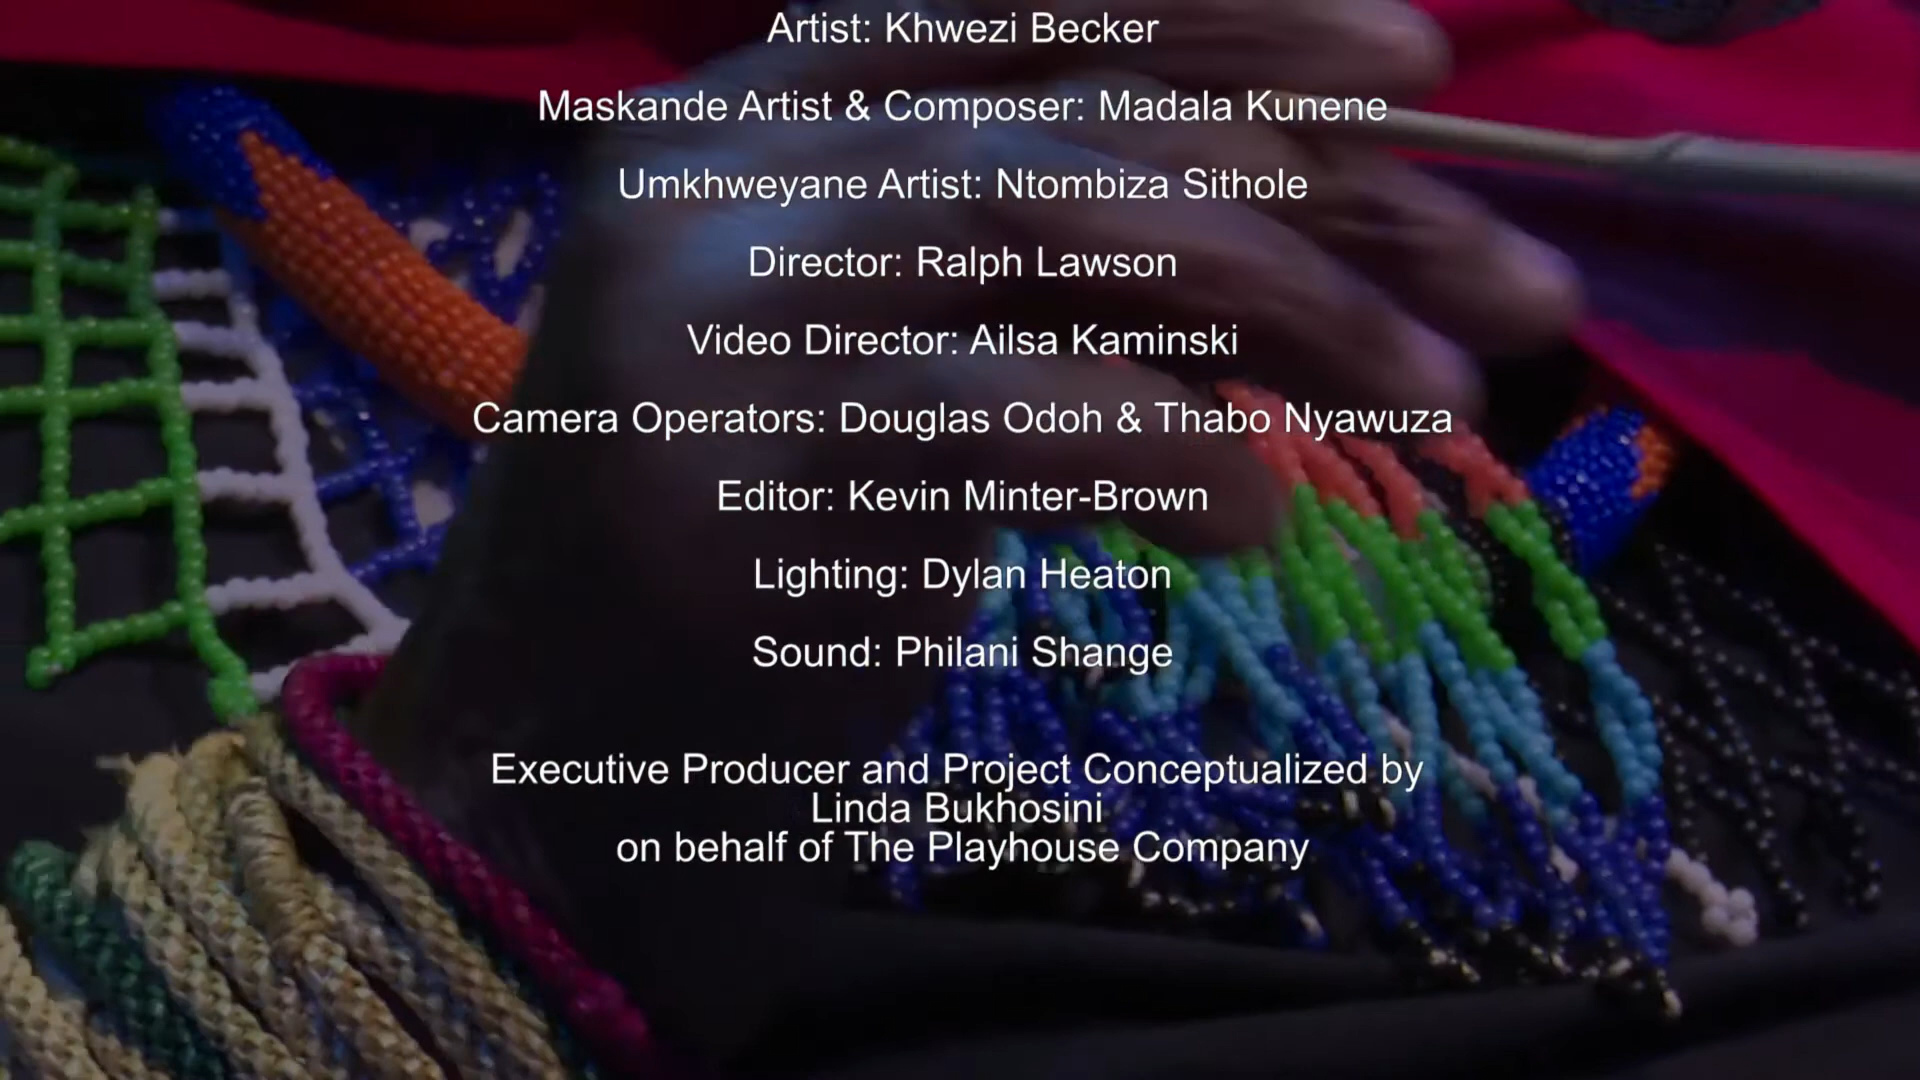 Artist: Khwezi Becker
Maskande Artist & Composer: Madala Kunene
Umkhweyane Artist: Ntombiza Sithole
Director: Ralph Lawson
Video Director: Ailsa Kaminski
Camera Operators: Douglas Odoh & Thabo Nyawuza
Editor: Kevin Minter-Brown
Lighting: Dylan Heaton
Sound: Philani Shange
Executive Producer and Project Conceptualized by
Linda Bukhosini
on behalf of The Playhouse Company